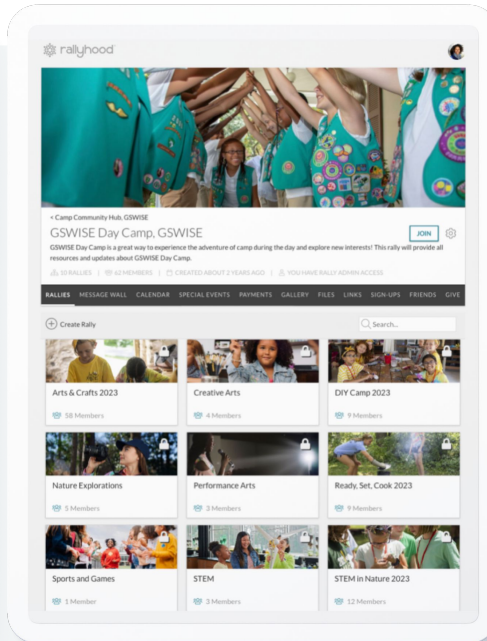 rallyhood
< Camp Community Hub, GSWISE
GSWISE Day Camp, GSWISE
JOIN
GSWISE Day Camp is a great way to experience the adventure of camp during the day and explore new interests! This rally will provide all
resources and updates about GSWISE Day Camp.
10 RALLIES | 62 MEMBERS | CREATED ABOUT 2 YEARS AGO | YOU HAVE RALLY ADMIN ACCESS
RALLIES MESSAGE WALL CALENDAR SPECIAL EVENTS PAYMENTS GALLERY FILES LINKS SIGN-UPS FRIENDS GIVE
Create Rally
Search...
Arts & Crafts 2023 Creative Arts DIY Camp 2023
58 Members 4 Members 9 Members
Nature Explorations Performance Arts Ready, Set, Cook 2023
5 Members 3 Members 9 Members
Sports and Games STEM STEM in Nature 2023
1 Member 3 Members 12 Members